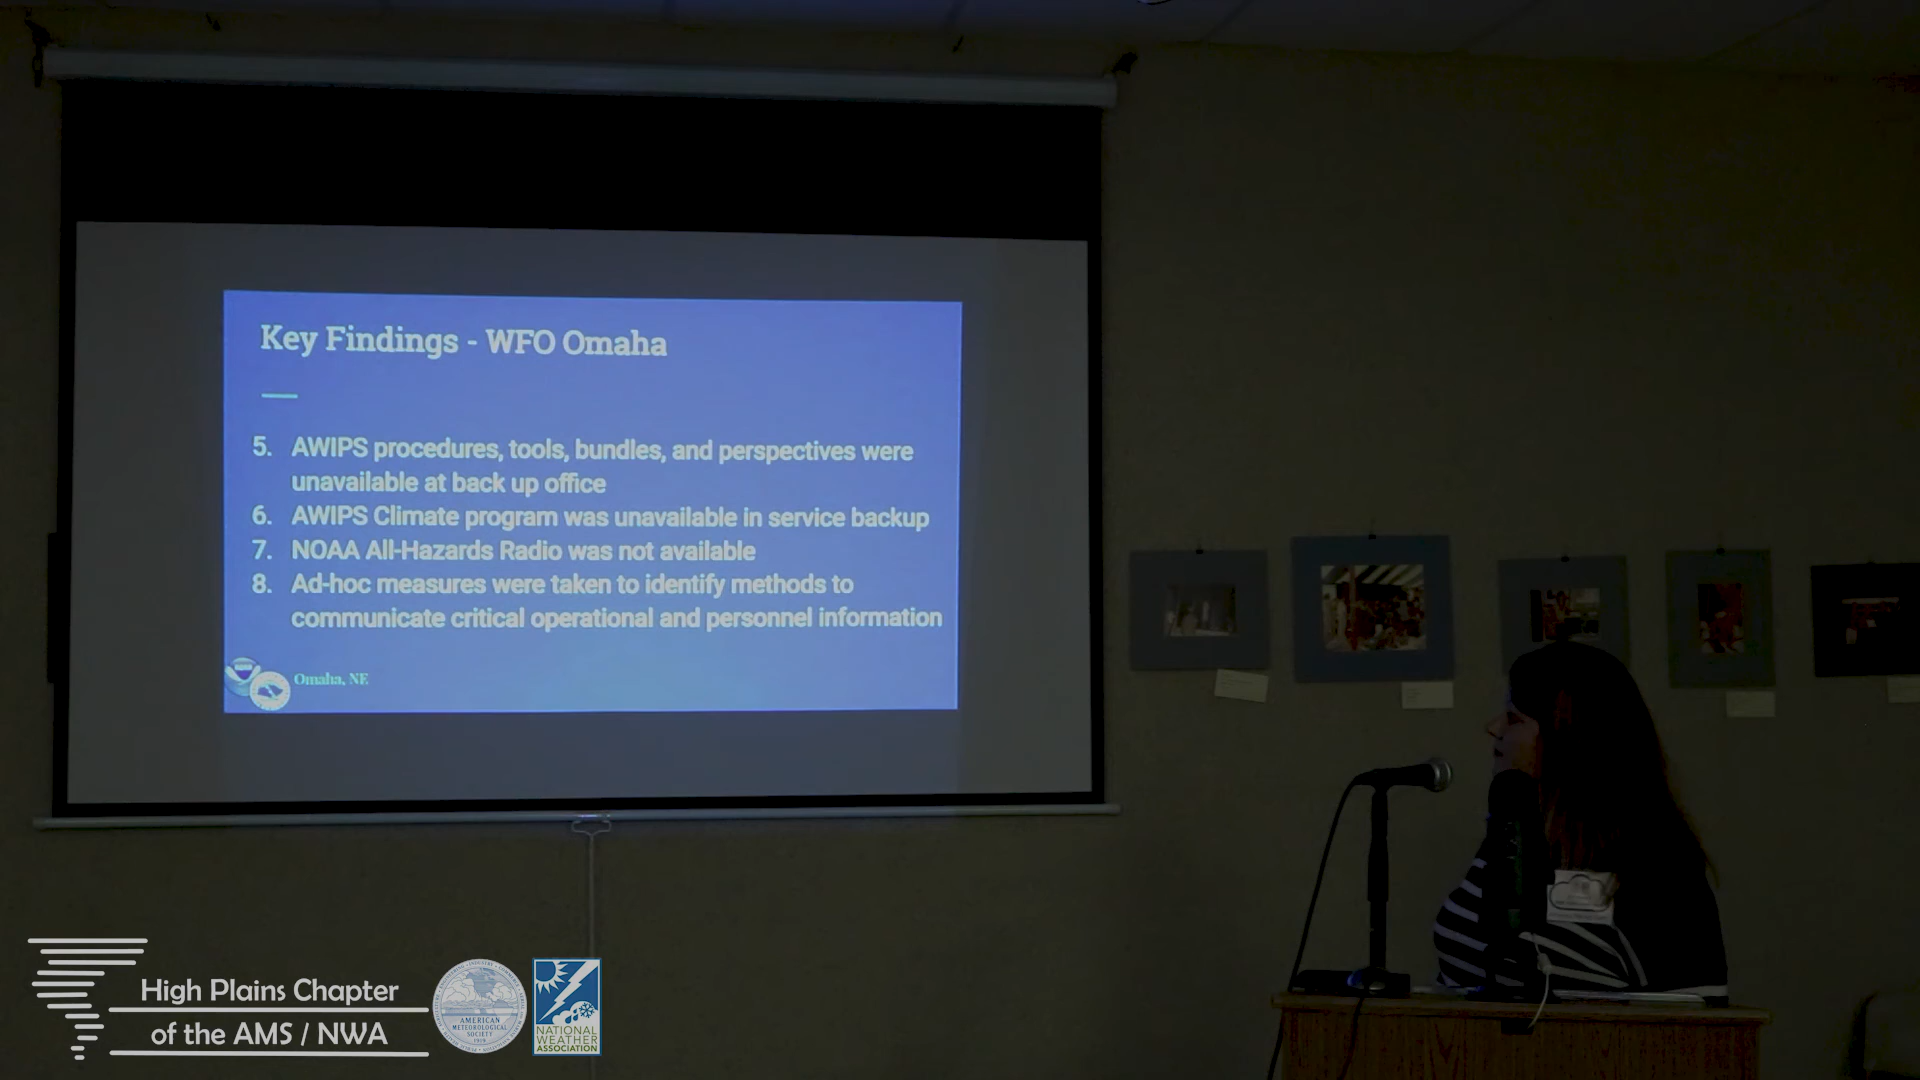 Key Findings - WFO Omaha
5. AWIPS procedures, tools, bundles, and perspectives were
unavailable at back up office
6. AWIPS Climate program was unavailable in service backup
7. NOAA All-Hazards Radio was not available
8. Ad-hoc measures were taken to identify methods to
communicate critical operational and personnel information
Omaha, NE
High Plains Chapter
of the AMS / NWA
AMERICAN
METEOROLOGICAL
SOCIETY
1919
NATIONAL
WEATHER
ASSOCIATION